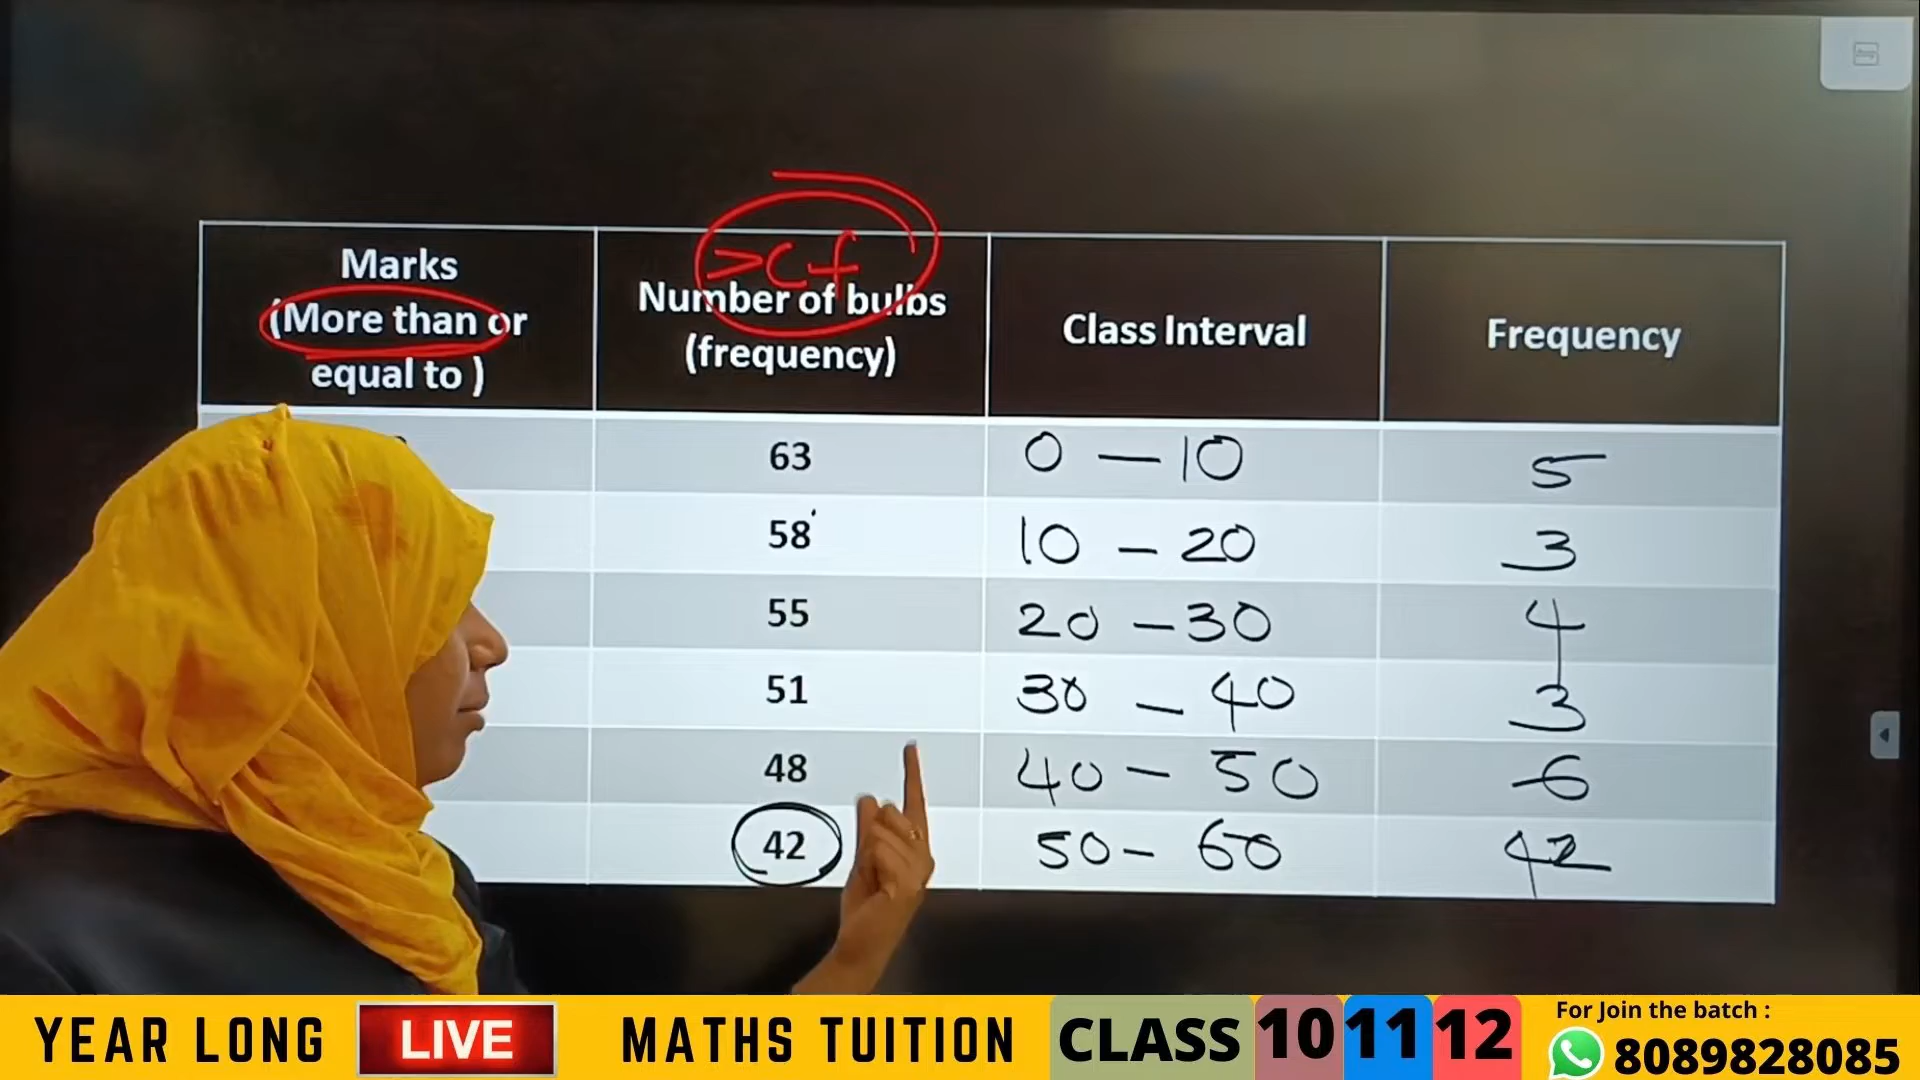 >cf
Marks
(More than or
equal to )
Number of bulbs
(frequency)
Class Interval
Frequency
63 0 — 10 5
58 10 – 20 3
55 20 – 30 4
51 30 – 40 3
48 40 – 50 6
42 50 – 60 42
YEAR LONG LIVE MATHS TUITION CLASS 10 11 12
For Join the batch :
8089828085